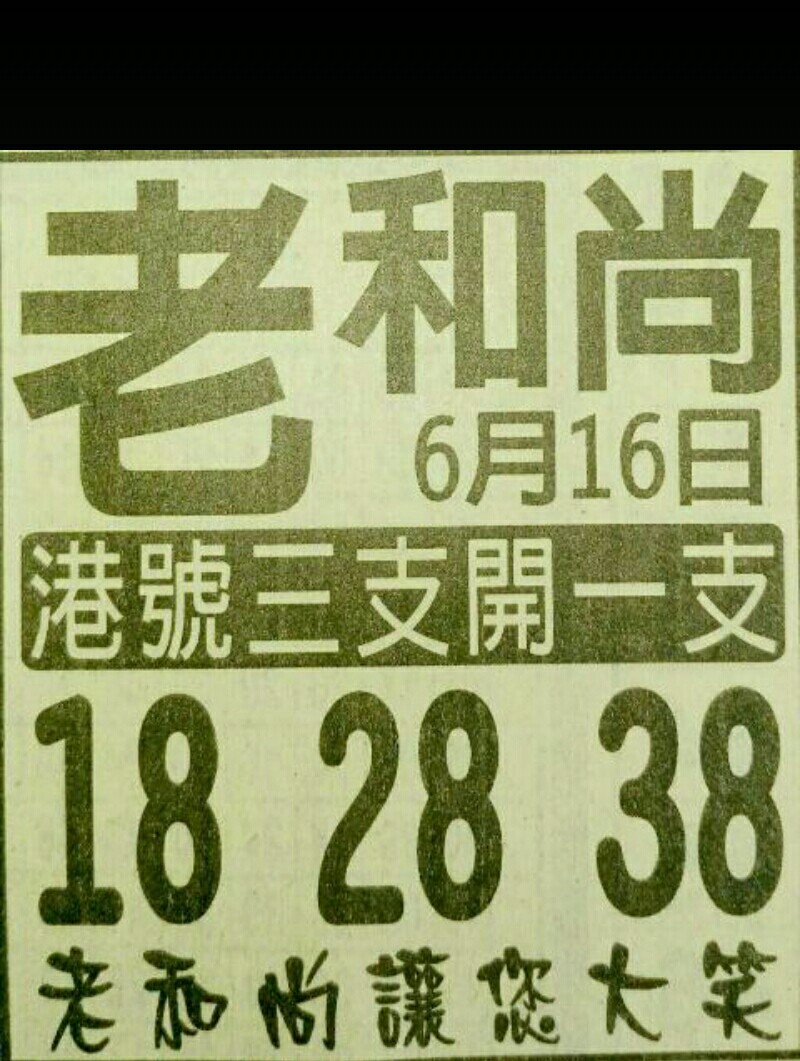 老和尚
6月16日
港號三支開一支
18 28 38
老和尚讓您大笑